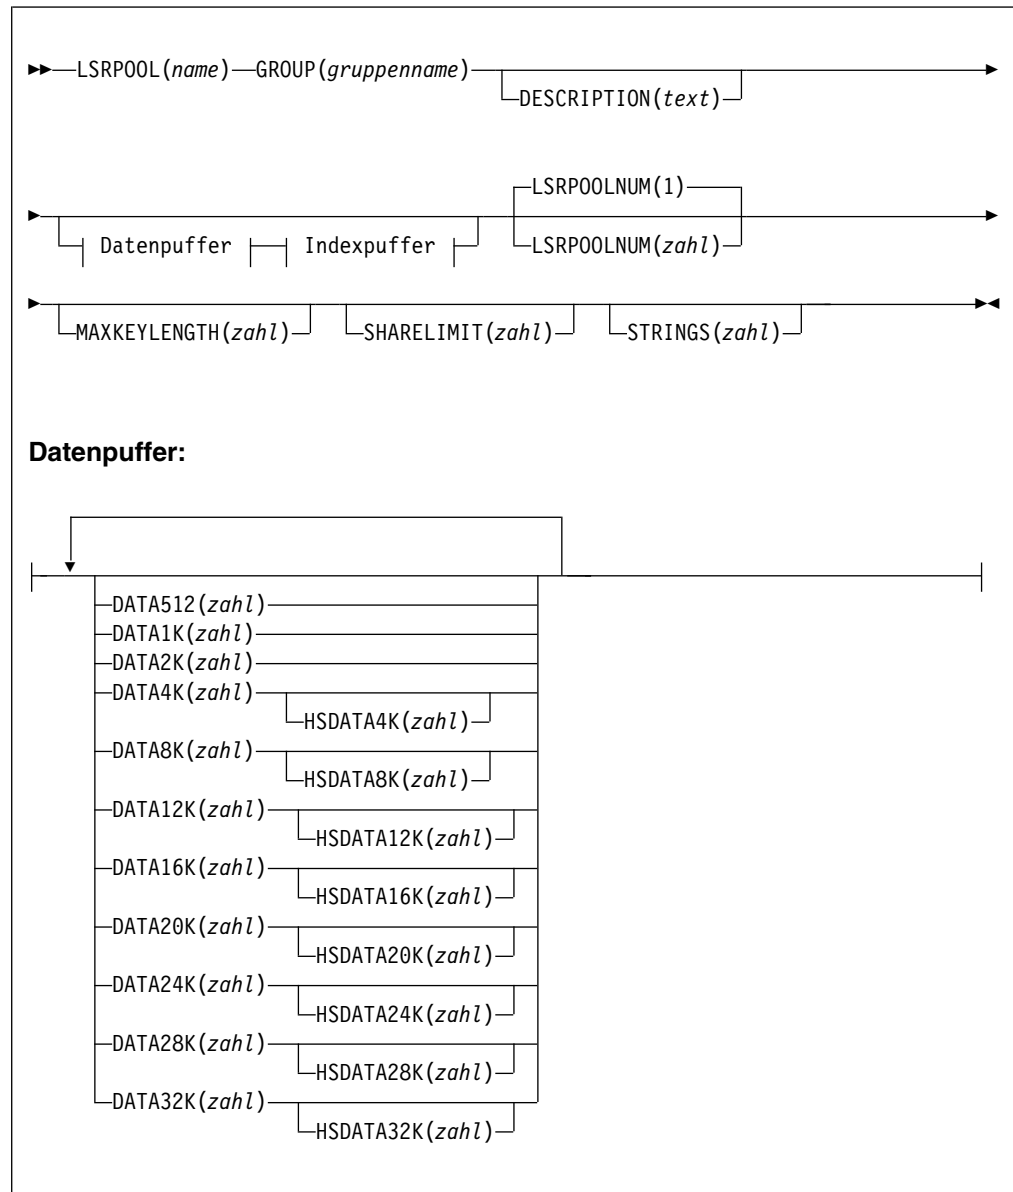 LSRPOOL(name) GROUP(gruppenname)
DESCRIPTION(text)
LSRPOOLNUM(1)
Datenpuffer Indexpuffer LSRPOOLNUM(zahl)
MAXKEYLENGTH(zahl) SHARELIMIT(zahl) STRINGS(zahl)
Datenpuffer:
DATA512(zahl)
DATA1K(zahl)
DATA2K(zahl)
DATA4K(zahl)
HSDATA4K(zahl)
DATA8K(zahl)
HSDATA8K(zahl)
DATA12K(zahl)
HSDATA12K(zahl)
DATA16K(zahl)
HSDATA16K(zahl)
DATA20K(zahl)
HSDATA20K(zahl)
DATA24K(zahl)
HSDATA24K(zahl)
DATA28K(zahl)
HSDATA28K(zahl)
DATA32K(zahl)
HSDATA32K(zahl)